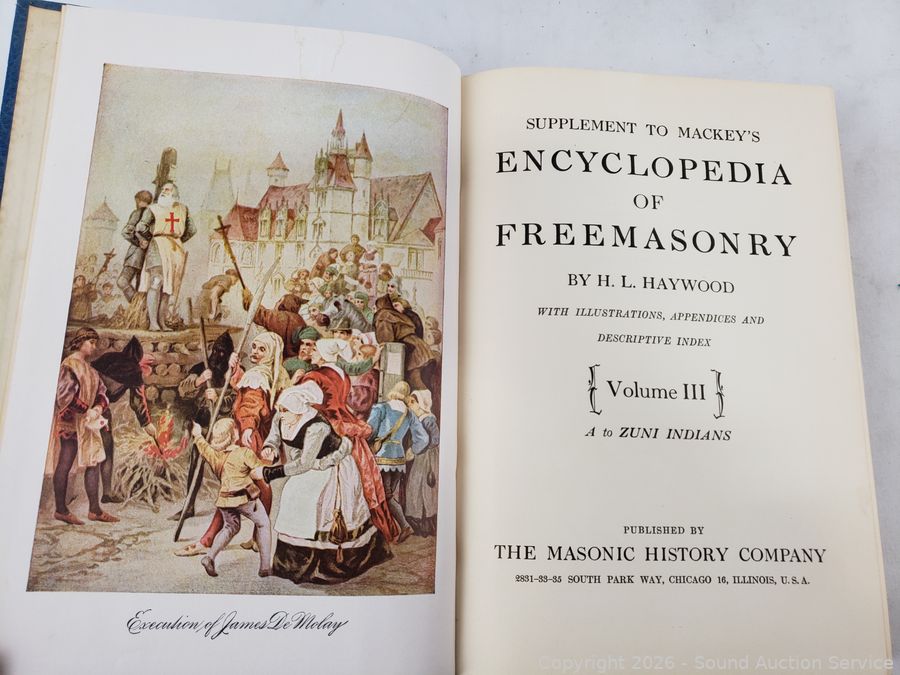 Execution of James De Molay
SUPPLEMENT TO MACKEY'S
ENCYCLOPEDIA
OF
FREEMASONRY
BY H. L. HAYWOOD
WITH ILLUSTRATIONS, APPENDICES AND
DESCRIPTIVE INDEX
Volume III
A to ZUNI INDIANS
PUBLISHED BY
THE MASONIC HISTORY COMPANY
2831-33-35 SOUTH PARK WAY, CHICAGO 16, ILLINOIS, U. S. A.
Copyright 2026 - Sound Auction Service